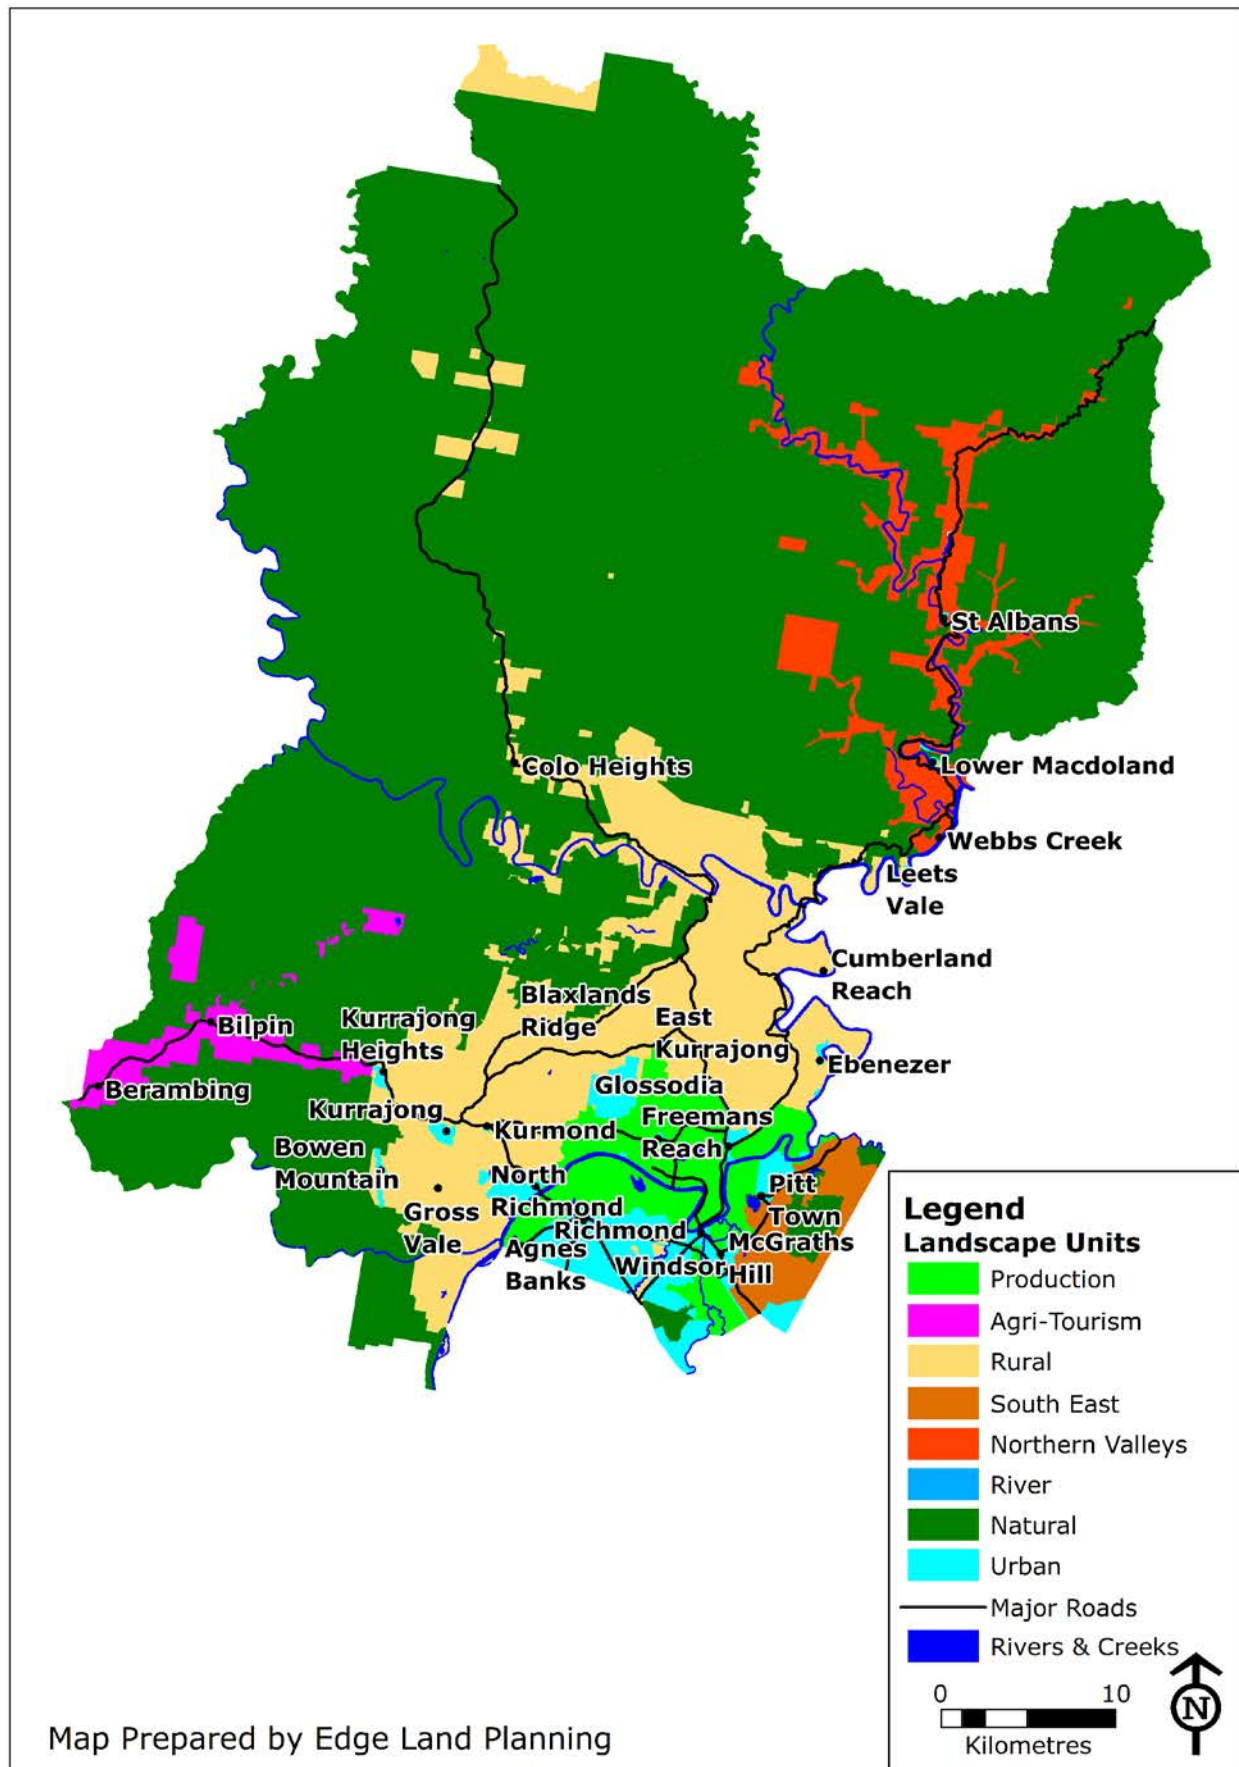 St Albans
Colo Heights
Lower Macdoland
Webbs Creek
Leets
Vale
Cumberland
Reach
Blaxlands
Ridge
East
Kurrajong
Kurrajong
Heights
Bilpin
Berambing
Ebenezer
Glossodia
Kurrajong
Kurmond
Freemans
Reach
Bowen
Mountain
North
Richmond
Pitt
Town
Gross
Vale
Richmond
McGraths
Hill
Agnes
Banks
Windsor
Legend
Landscape Units
Production
Agri-Tourism
Rural
South East
Northern Valleys
River
Natural
Urban
Major Roads
Rivers & Creeks
0 10
Kilometres
N
Map Prepared by Edge Land Planning